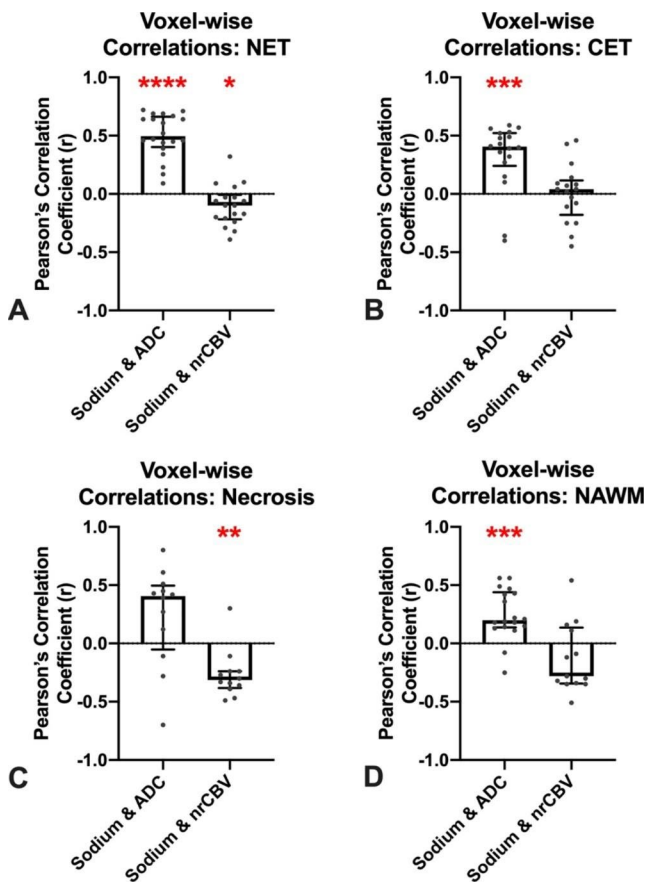 Voxel-wise
Correlations: NET
****
*
Pearson's Correlation
Coefficient (r)
1.0
0.5
0.0
-0.5
-1.0
Sodium & ADC
Sodium & nrCBV
A
Voxel-wise
Correlations: CET
***
Pearson's Correlation
Coefficient (r)
1.0
0.5
0.0
-0.5
-1.0
Sodium & ADC
Sodium & nrCBV
B
Voxel-wise
Correlations: Necrosis
**
Pearson's Correlation
Coefficient (r)
1.0
0.5
0.0
-0.5
-1.0
Sodium & ADC
Sodium & nrCBV
C
Voxel-wise
Correlations: NAWM
***
Pearson's Correlation
Coefficient (r)
1.0
0.5
0.0
-0.5
-1.0
Sodium & ADC
Sodium & nrCBV
D